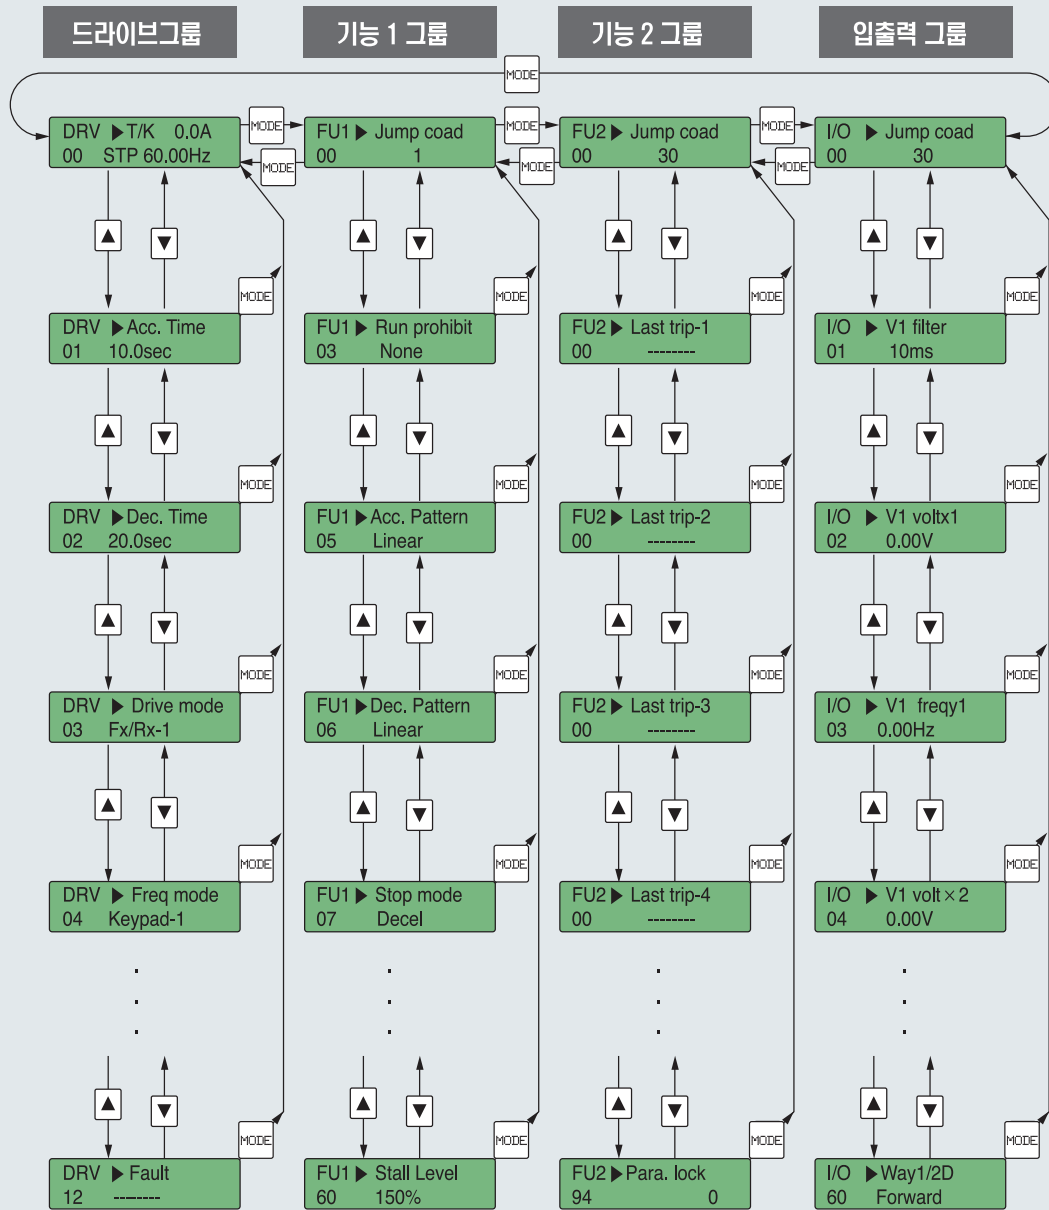 드라이브그룹
기능 1 그룹
기능 2 그룹
입출력 그룹
MODE
DRV ▶T/K 0.0A
00 STP 60.00Hz
MODE
MODE
FU1▶ Jump coad
00 1
MODE
MODE
FU2▶ Jump coad
00 30
MODE
MODE
I/O ▶ Jump coad
00 30
▲
▼
▲
▼
▲
▼
▲
▼
MODE
MODE
MODE
MODE
DRV ▶Acc. Time
01 10.0sec
FU1▶ Run prohibit
03 None
FU2▶ Last trip-1
00 --------
I/O ▶ V1 filter
01 10ms
▲
▼
▲
▼
▲
▼
▲
▼
MODE
MODE
MODE
MODE
DRV ▶Dec. Time
02 20.0sec
FU1▶Acc. Pattern
05 Linear
FU2▶ Last trip-2
00 --------
I/O ▶ V1 voltx1
02 0.00V
▲
▼
▲
▼
▲
▼
▲
▼
MODE
MODE
MODE
MODE
DRV ▶ Drive mode
03 Fx/Rx-1
FU1▶Dec. Pattern
06 Linear
FU2▶ Last trip-3
00 --------
I/O ▶ V1 freqy1
03 0.00Hz
▲
▼
▲
▼
▲
▼
▲
▼
MODE
MODE
MODE
MODE
DRV ▶ Freq mode
04 Keypad-1
FU1▶ Stop mode
07 Decel
FU2▶ Last trip-4
00 --------
I/O ▶ V1 volt×2
04 0.00V
▲
▼
▲
▼
▲
▼
▲
▼
MODE
MODE
MODE
MODE
DRV ▶ Fault
12 --------
FU1▶ Stall Level
60 150%
FU2▶Para. lock
94 0
I/O ▶Way1/2D
60 Forward